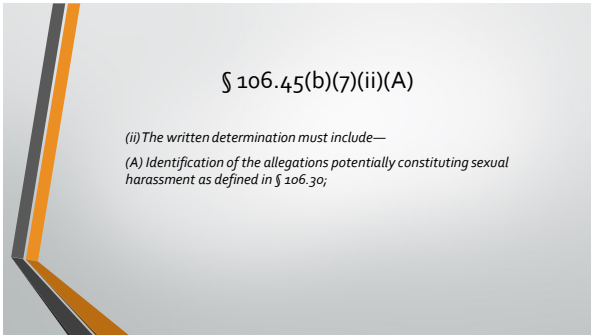 § 106.45(b)(7)(ii)(A)
(ii) The written determination must include—
(A) Identification of the allegations potentially constituting sexual
harassment as defined in § 106.30;